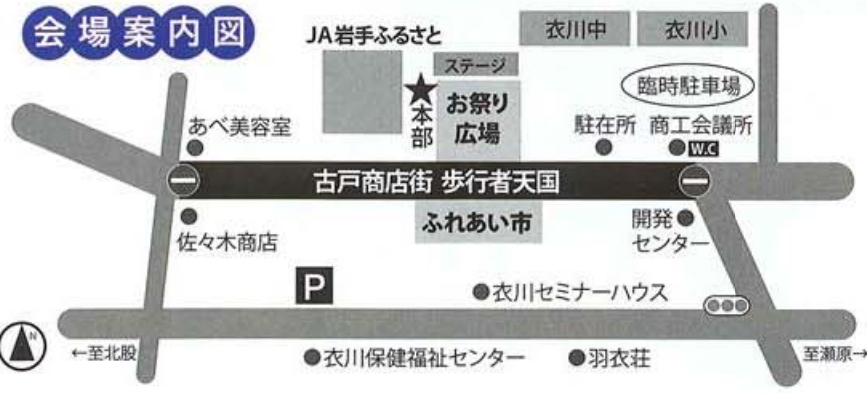 会場案内図
JA岩手ふるさと
衣川中
衣川小
ステージ
臨時駐車場
本部
お祭り
広場
あべ美容室
駐在所
商工会議所
W.C
古戸商店街 歩行者天国
佐々木商店
ふれあい市
開発
センター
P
衣川セミナーハウス
N
←至北股
衣川保健福祉センター
羽衣荘
至瀬原→